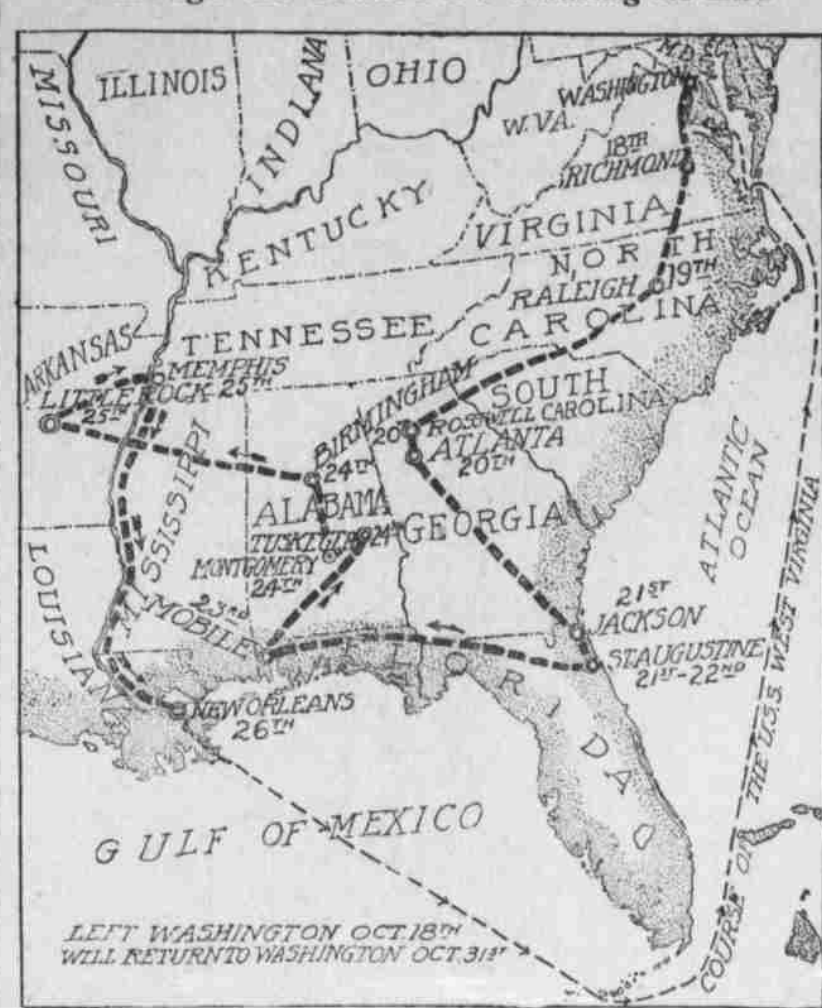 MISSOURI
ILLINOIS
INDIANA
OHIO
MD.
WASHINGTON
W.VA.
18TH
RICHMOND
KENTUCKY
VIRGINIA
NORTH
RALEIGH 19TH
CAROLINA
TENNESSEE
ARKANSAS
MEMPHIS
25TH
LITTLE ROCK
25TH
BIRMINGHAM
24TH
SOUTH
CAROLINA
20TH
ROSSWELL
ATLANTA
20TH
MISSISSIPPI
ALABAMA
TUSKEGEE 24TH
GEORGIA
MONTGOMERY
24TH
LOUISIANA
23RD
MOBILE
21ST
JACKSON
ST AUGUSTINE
21ST-22ND
FLORIDA
NEW ORLEANS
26TH
ATLANTIC
OCEAN
GULF OF MEXICO
COURSE OF THE U.S.S. WEST VIRGINIA
LEFT WASHINGTON OCT. 18TH
WILL RETURN TO WASHINGTON OCT. 31ST